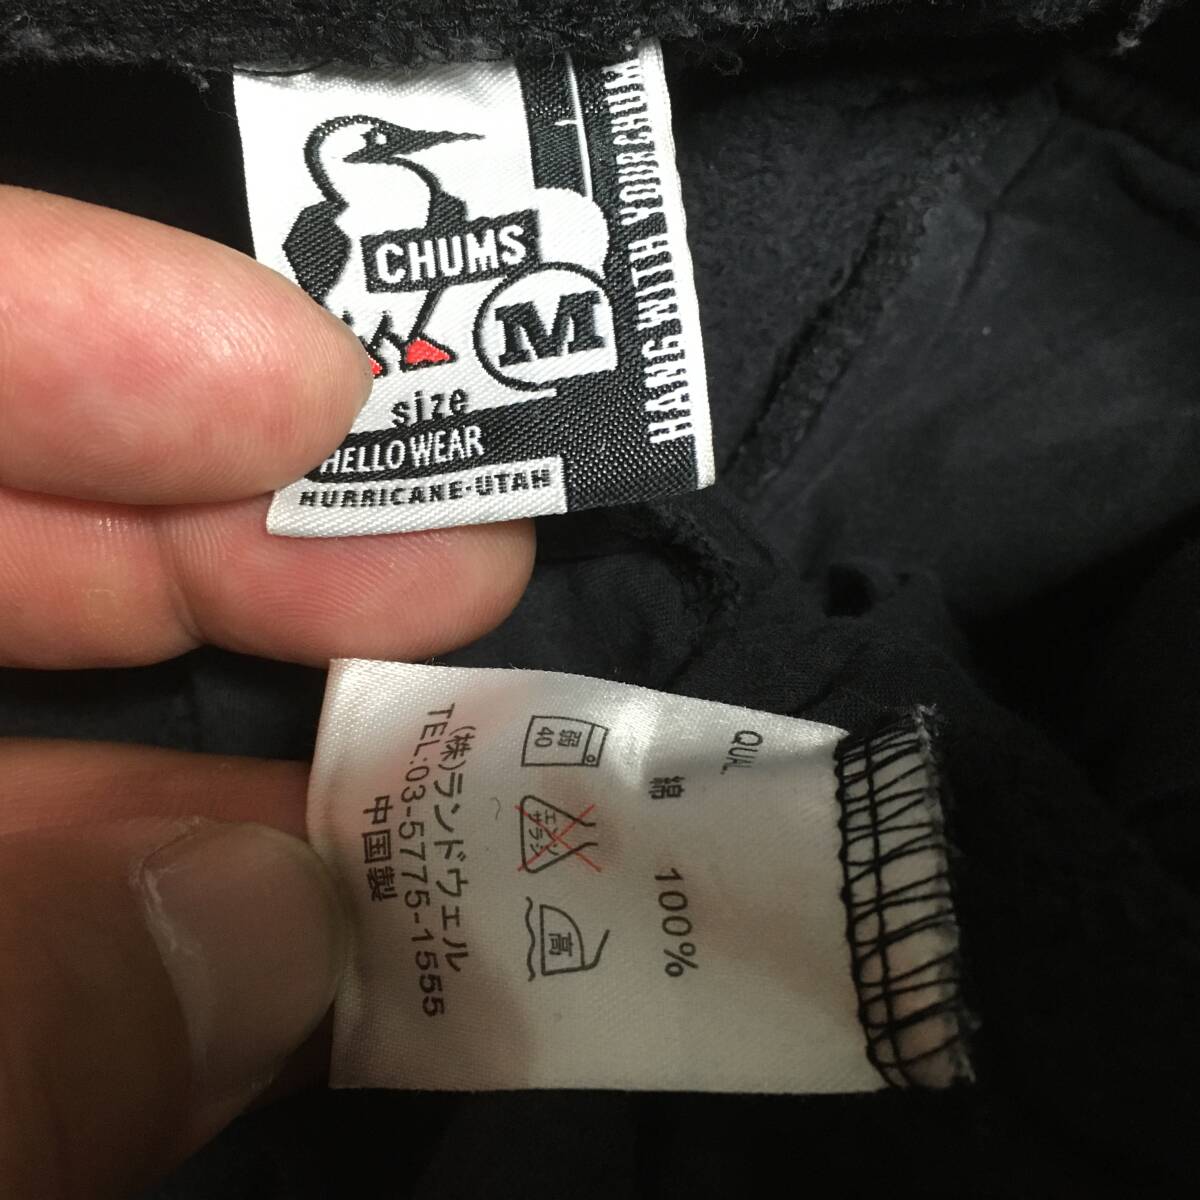 CHUMS
M
size
HELLO WEAR
HURRICANE-UTAH
HANG WITH YOUR CHUMS
QUAL.
綿 100%
弱
40
エンソ
サラシ
高
(株)ランドウェル
TEL:03-5775-1555
中国製